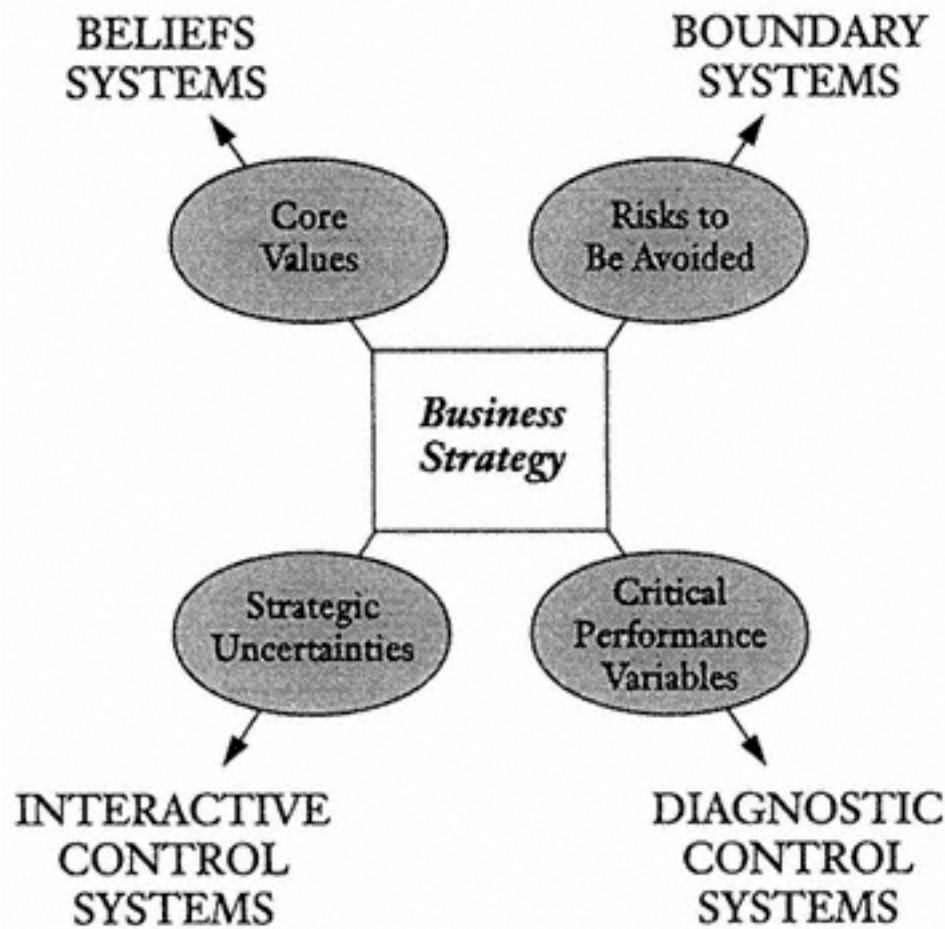 BELIEFS
SYSTEMS
BOUNDARY
SYSTEMS
Core
Values
Risks to
Be Avoided
Business
Strategy
Strategic
Uncertainties
Critical
Performance
Variables
INTERACTIVE
CONTROL
SYSTEMS
DIAGNOSTIC
CONTROL
SYSTEMS